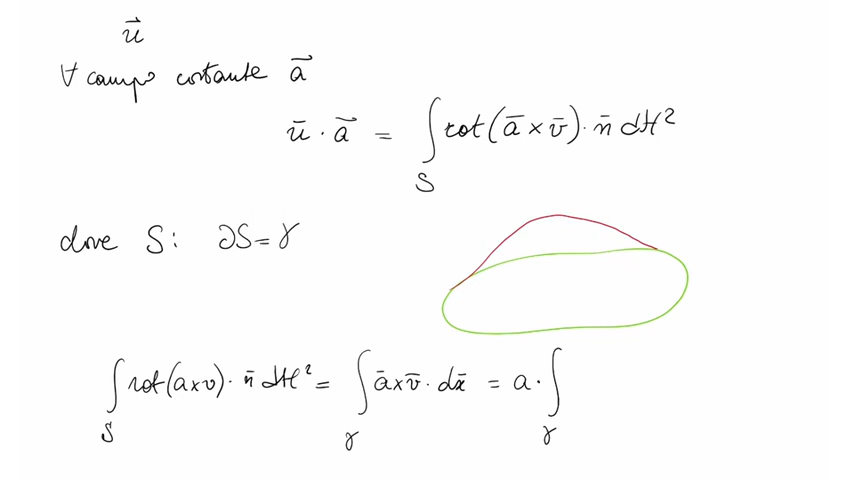 u⃗
∀ campo costante a⃗
ū · a⃗ = ∫_S rot(ā × v̄) · n̄ dH²
dove S: ∂S = γ
∫_S rot(a×v) · n̄ dH² = ∫_γ ā×v̄ · dx̄ = a · ∫_γ